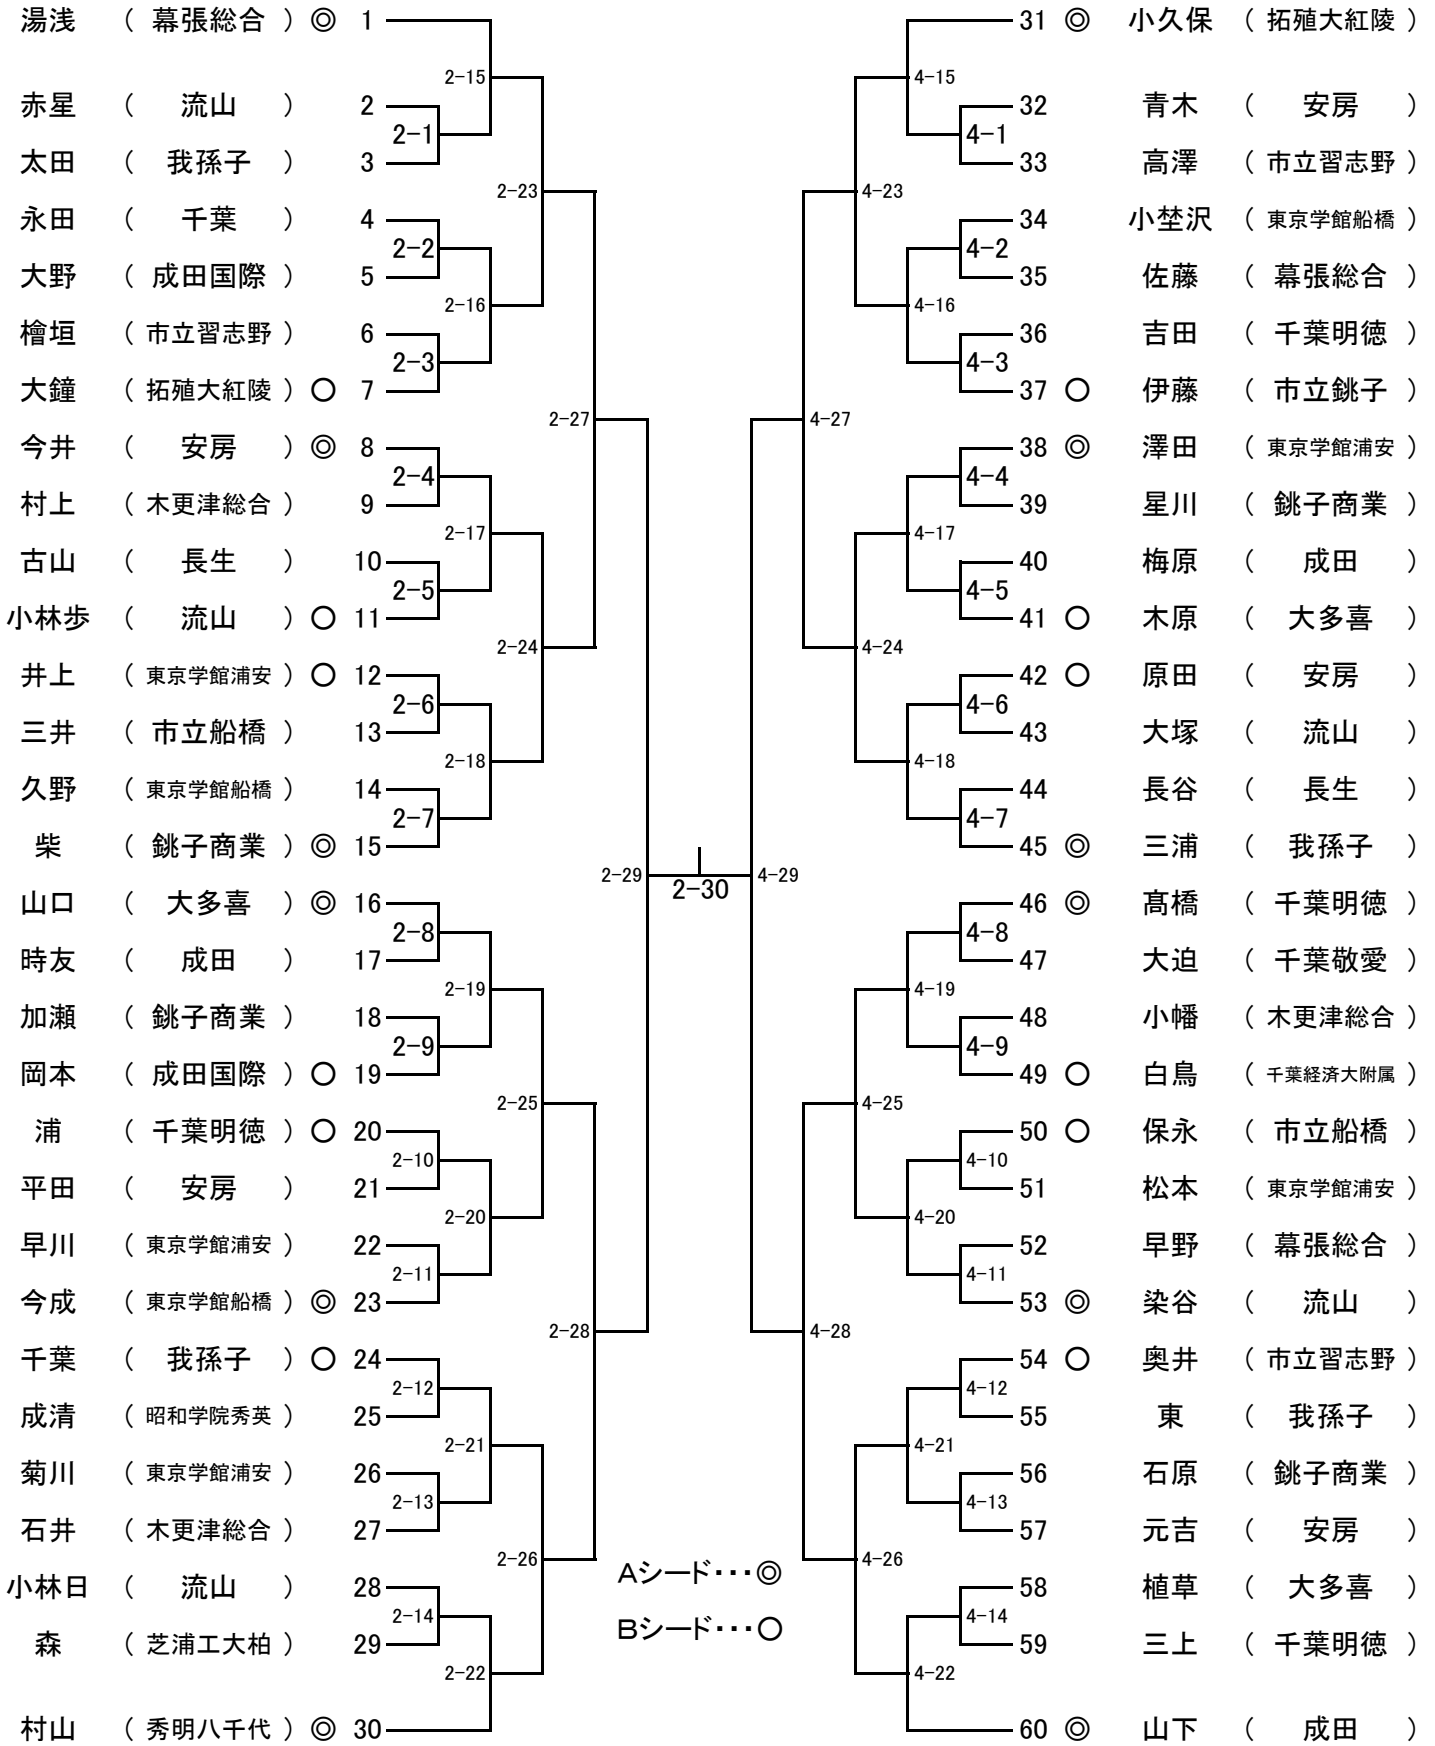 湯浅 （ 幕張総合 ） ◎ 1
31 ◎ 小久保 （ 拓殖大紅陵 ）
2-15
4-15
赤星 （ 流山 ） 2
32 青木 （ 安房 ）
2-1
4-1
太田 （ 我孫子 ） 3
33 高澤 （ 市立習志野 ）
2-23
4-23
永田 （ 千葉 ） 4
34 小埜沢 （ 東京学館船橋 ）
2-2
4-2
大野 （ 成田国際 ） 5
35 佐藤 （ 幕張総合 ）
2-16
4-16
檜垣 （ 市立習志野 ） 6
36 吉田 （ 千葉明徳 ）
2-3
4-3
大鐘 （ 拓殖大紅陵 ） 〇 7
37 〇 伊藤 （ 市立銚子 ）
2-27
4-27
今井 （ 安房 ） ◎ 8
38 ◎ 澤田 （ 東京学館浦安 ）
2-4
4-4
村上 （ 木更津総合 ） 9
39 星川 （ 銚子商業 ）
2-17
4-17
古山 （ 長生 ） 10
40 梅原 （ 成田 ）
2-5
4-5
小林歩 （ 流山 ） 〇 11
41 〇 木原 （ 大多喜 ）
2-24
4-24
井上 （ 東京学館浦安 ） 〇 12
42 〇 原田 （ 安房 ）
2-6
4-6
三井 （ 市立船橋 ） 13
43 大塚 （ 流山 ）
2-18
4-18
久野 （ 東京学館船橋 ） 14
44 長谷 （ 長生 ）
2-7
4-7
柴 （ 銚子商業 ） ◎ 15
45 ◎ 三浦 （ 我孫子 ）
2-29
2-30
4-29
山口 （ 大多喜 ） ◎ 16
46 ◎ 髙橋 （ 千葉明徳 ）
2-8
4-8
時友 （ 成田 ） 17
47 大迫 （ 千葉敬愛 ）
2-19
4-19
加瀬 （ 銚子商業 ） 18
48 小幡 （ 木更津総合 ）
2-9
4-9
岡本 （ 成田国際 ） 〇 19
49 〇 白鳥 （ 千葉経済大附属 ）
2-25
4-25
浦 （ 千葉明徳 ） 〇 20
50 〇 保永 （ 市立船橋 ）
2-10
4-10
平田 （ 安房 ） 21
51 松本 （ 東京学館浦安 ）
2-20
4-20
早川 （ 東京学館浦安 ） 22
52 早野 （ 幕張総合 ）
2-11
4-11
今成 （ 東京学館船橋 ） ◎ 23
53 ◎ 染谷 （ 流山 ）
2-28
4-28
千葉 （ 我孫子 ） 〇 24
54 〇 奥井 （ 市立習志野 ）
2-12
4-12
成清 （ 昭和学院秀英 ） 25
55 東 （ 我孫子 ）
2-21
4-21
菊川 （ 東京学館浦安 ） 26
56 石原 （ 銚子商業 ）
2-13
4-13
石井 （ 木更津総合 ） 27
57 元吉 （ 安房 ）
2-26
4-26
Aシード･･･◎
小林日 （ 流山 ） 28
58 植草 （ 大多喜 ）
2-14
4-14
Bシード･･･〇
森 （ 芝浦工大柏 ） 29
59 三上 （ 千葉明徳 ）
2-22
4-22
村山 （ 秀明八千代 ） ◎ 30
60 ◎ 山下 （ 成田 ）